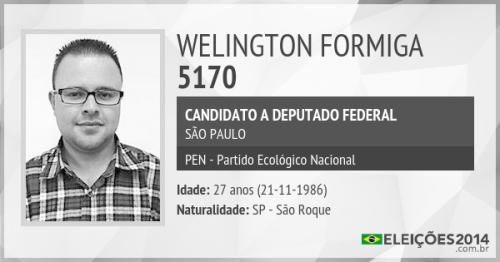 WELINGTON FORMIGA
5170
CANDIDATO A DEPUTADO FEDERAL
SÃO PAULO
PEN - Partido Ecológico Nacional
Idade: 27 anos (21-11-1986)
Naturalidade: SP - São Roque
ELEIÇÕES2014
.com.br